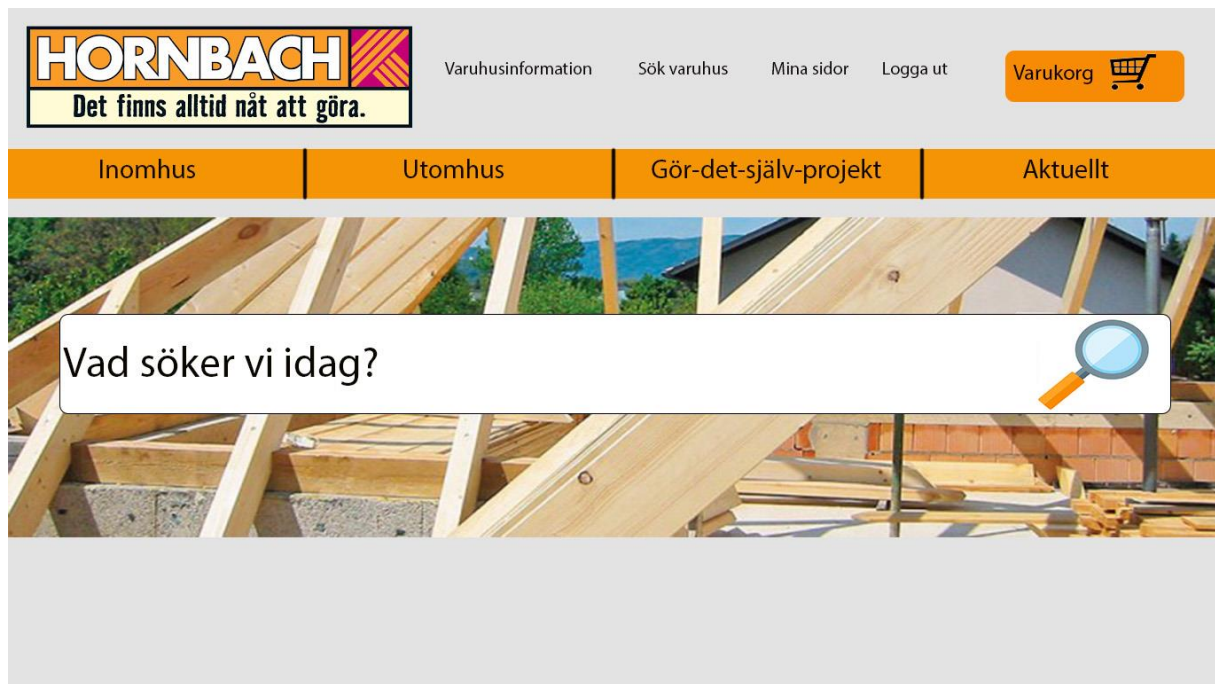 HORNBACH
Det finns alltid nåt att göra.
Varuhusinformation
Sök varuhus
Mina sidor
Logga ut
Varukorg
Inomhus
Utomhus
Gör-det-själv-projekt
Aktuellt
Vad söker vi idag?